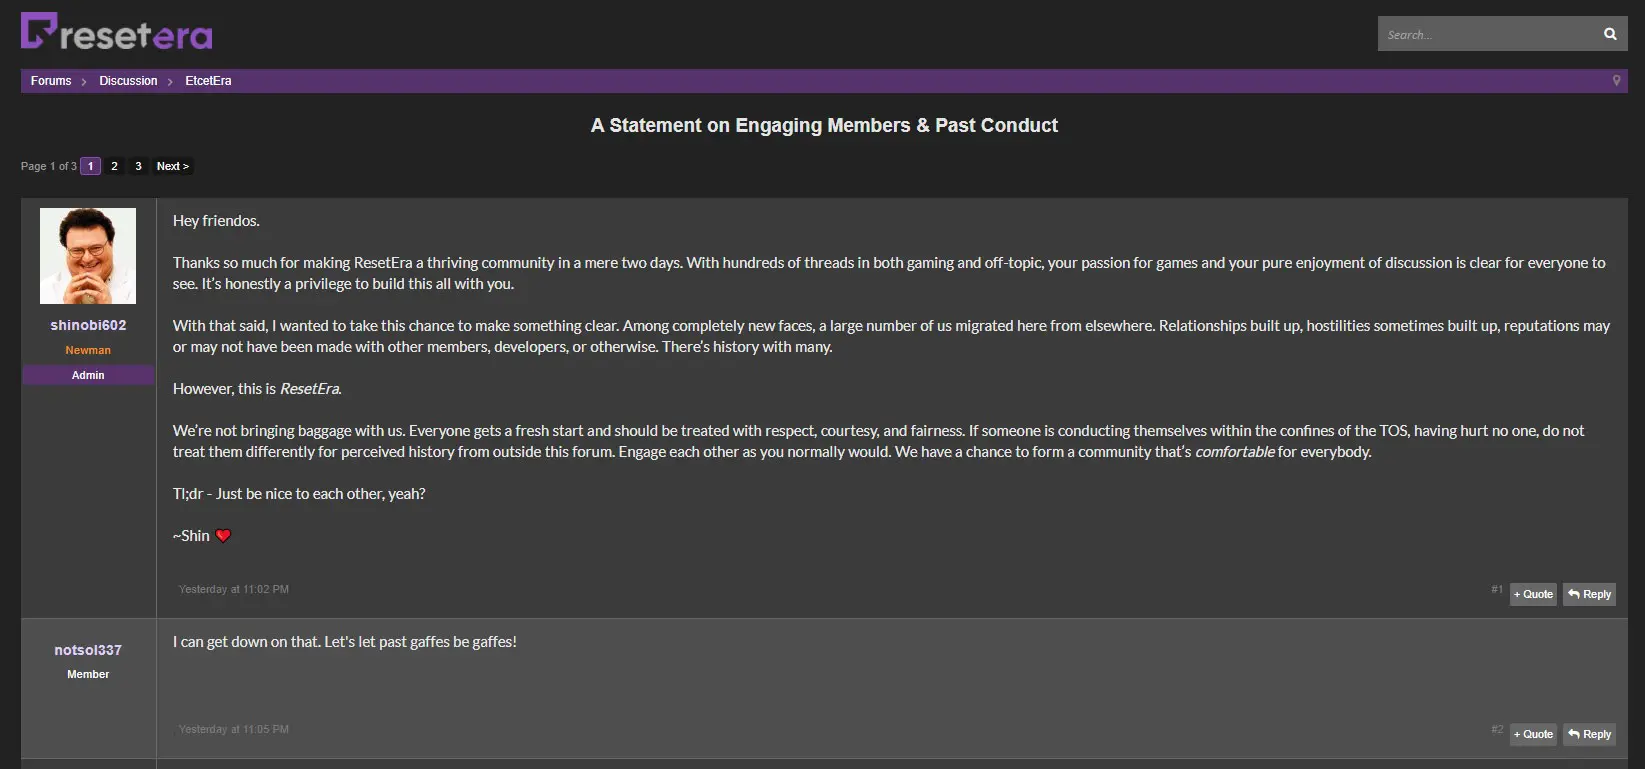 resetera
Search...
Forums > Discussion > EtcetEra
A Statement on Engaging Members & Past Conduct
Page 1 of 3 1 2 3 Next >
shinobi602
Newman
Admin
Hey friendos.
Thanks so much for making ResetEra a thriving community in a mere two days. With hundreds of threads in both gaming and off-topic, your passion for games and your pure enjoyment of discussion is clear for everyone to
see. It's honestly a privilege to build this all with you.
With that said, I wanted to take this chance to make something clear. Among completely new faces, a large number of us migrated here from elsewhere. Relationships built up, hostilities sometimes built up, reputations may
or may not have been made with other members, developers, or otherwise. There's history with many.
However, this is ResetEra.
We're not bringing baggage with us. Everyone gets a fresh start and should be treated with respect, courtesy, and fairness. If someone is conducting themselves within the confines of the TOS, having hurt no one, do not
treat them differently for perceived history from outside this forum. Engage each other as you normally would. We have a chance to form a community that's comfortable for everybody.
Tl;dr - Just be nice to each other, yeah?
~Shin ❤
Yesterday at 11:02 PM #1 + Quote Reply
notsol337
Member
I can get down on that. Let's let past gaffes be gaffes!
Yesterday at 11:05 PM #2 + Quote Reply